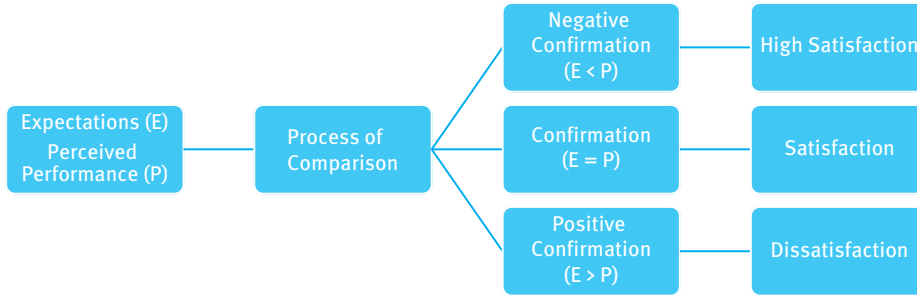 Expectations (E)
Perceived
Performance (P)
Process of
Comparison
Negative
Confirmation
(E < P)
High Satisfaction
Confirmation
(E = P)
Satisfaction
Positive
Confirmation
(E > P)
Dissatisfaction